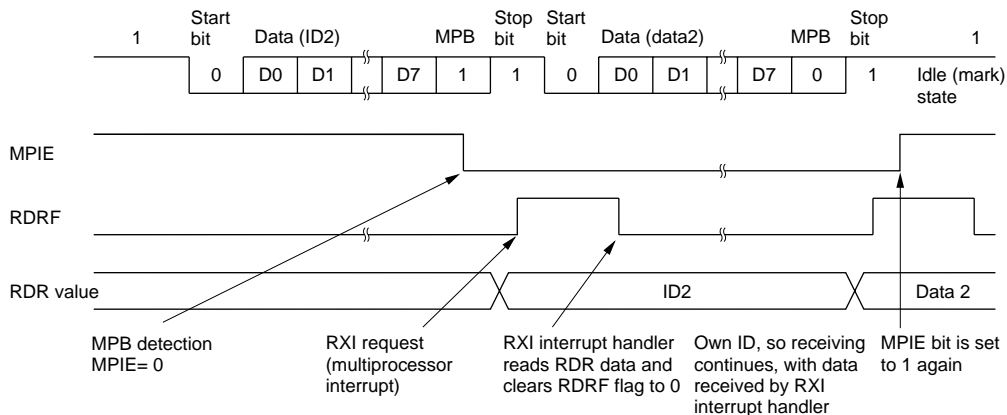 1
Start
bit
Data (ID2)
MPB
Stop
bit
Start
bit
Data (data2)
MPB
Stop
bit
1
0
D0
D1
D7
1
1
0
D0
D1
D7
0
1
Idle (mark)
state
MPIE
RDRF
RDR value
ID2
Data 2
MPB detection
MPIE= 0
RXI request
(multiprocessor
interrupt)
RXI interrupt handler
reads RDR data and
clears RDRF flag to 0
Own ID, so receiving
continues, with data
received by RXI
interrupt handler
MPIE bit is set
to 1 again